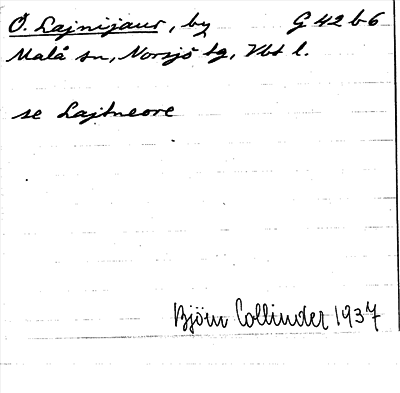 Ö. Lajnijaur, by G 42 b 6
Malå sn, Norsjö tg, Vbt l.
se Lajtneore
Björn Collinder 1937